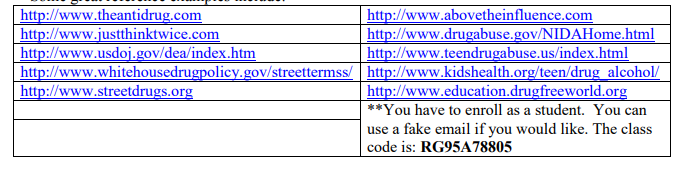 http://www.theantidrug.com http://www.abovetheinfluence.com
http://www.justthinktwice.com http://www.drugabuse.gov/NIDAHome.html
http://www.usdoj.gov/dea/index.htm http://www.teendrugabuse.us/index.html
http://www.whitehousedrugpolicy.gov/streettermss/ http://www.kidshealth.org/teen/drug_alcohol/
http://www.streetdrugs.org http://www.education.drugfreeworld.org
**You have to enroll as a student. You can
use a fake email if you would like. The class
code is: RG95A78805